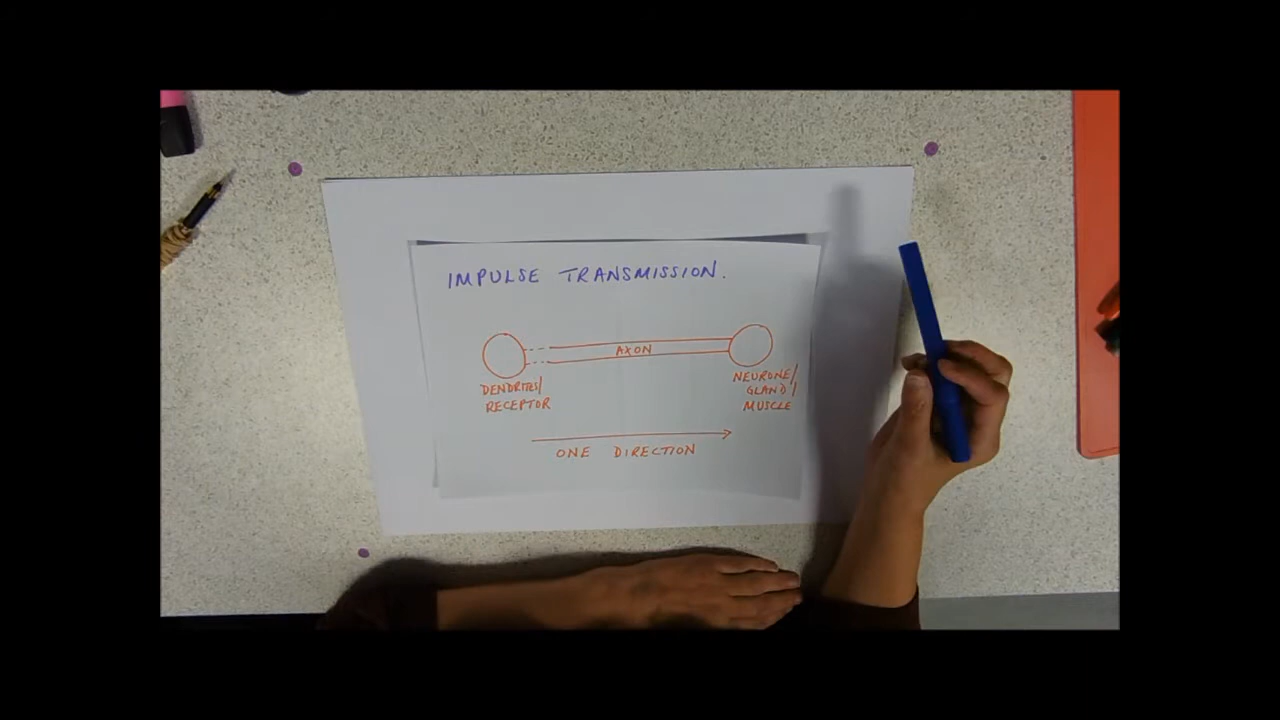 IMPULSE TRANSMISSION.
AXON
DENDRITES/
RECEPTOR
NEURONE/
GLAND/
MUSCLE
ONE DIRECTION